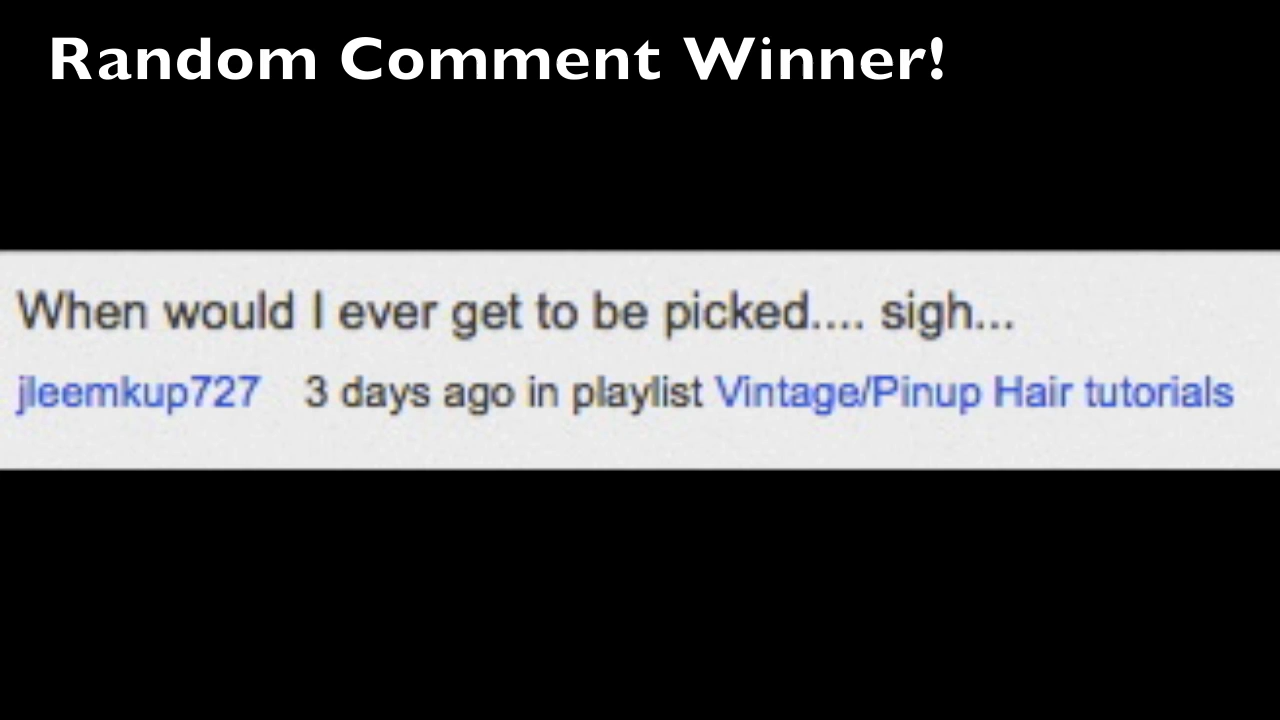 Random Comment Winner!
When would I ever get to be picked.... sigh...
jleemkup727 3 days ago in playlist Vintage/Pinup Hair tutorials